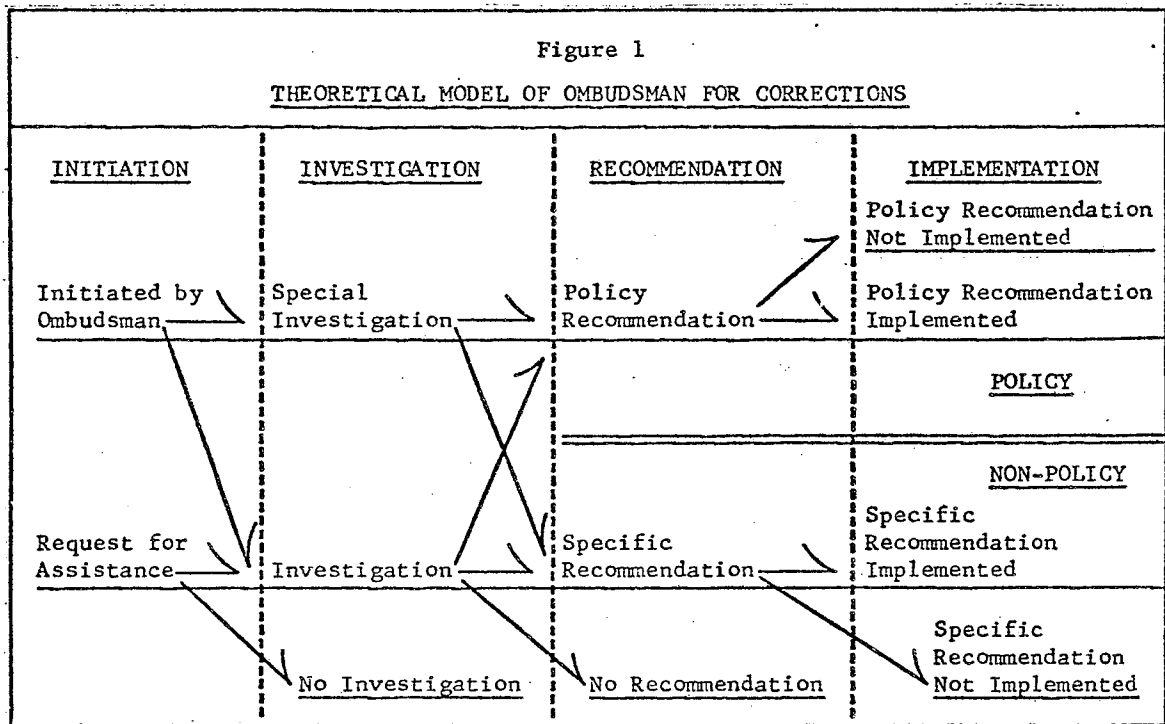 Figure 1
THEORETICAL MODEL OF OMBUDSMAN FOR CORRECTIONS
INITIATION
INVESTIGATION
RECOMMENDATION
IMPLEMENTATION
Policy Recommendation
Not Implemented
Initiated by
Ombudsman
Special
Investigation
Policy
Recommendation
Policy Recommendation
Implemented
POLICY
NON-POLICY
Request for
Assistance
Investigation
Specific
Recommendation
Specific
Recommendation
Implemented
No Investigation
No Recommendation
Specific
Recommendation
Not Implemented